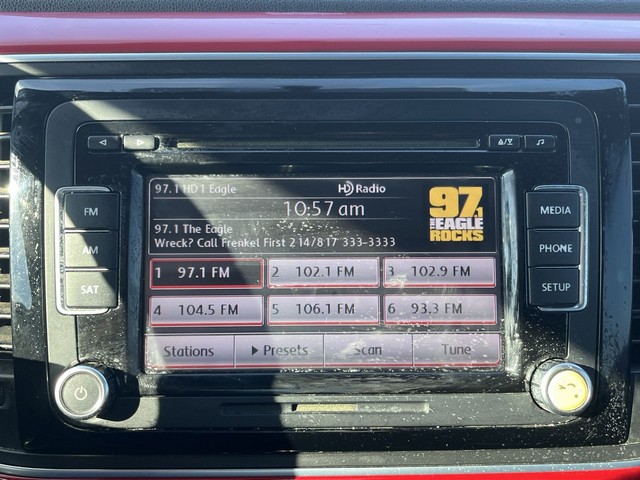 97.1 HD1 Eagle
HD Radio
10:57 am
97.1 The Eagle
Wreck? Call Frenkel First 214/817 333-3333
97.1
THE EAGLE
ROCKS
1 97.1 FM
2 102.1 FM
3 102.9 FM
4 104.5 FM
5 106.1 FM
6 93.3 FM
Stations
Presets
Scan
Tune
FM
AM
SAT
MEDIA
PHONE
SETUP